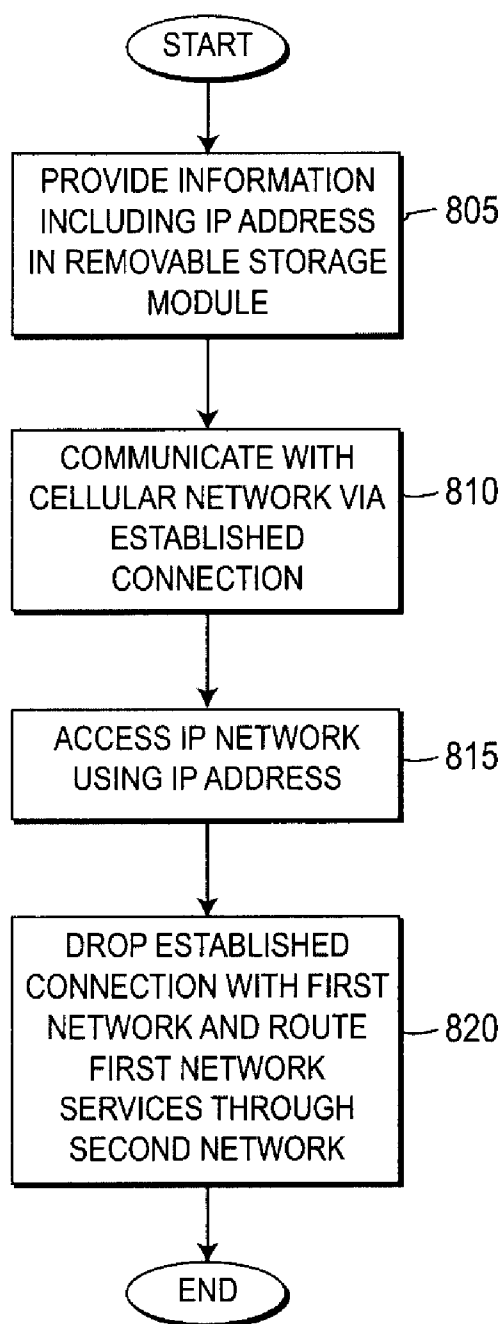 START
PROVIDE INFORMATION
INCLUDING IP ADDRESS
IN REMOVABLE STORAGE
MODULE
805
COMMUNICATE WITH
CELLULAR NETWORK VIA
ESTABLISHED
CONNECTION
810
ACCESS IP NETWORK
USING IP ADDRESS
815
DROP ESTABLISHED
CONNECTION WITH FIRST
NETWORK AND ROUTE
FIRST NETWORK
SERVICES THROUGH
SECOND NETWORK
820
END